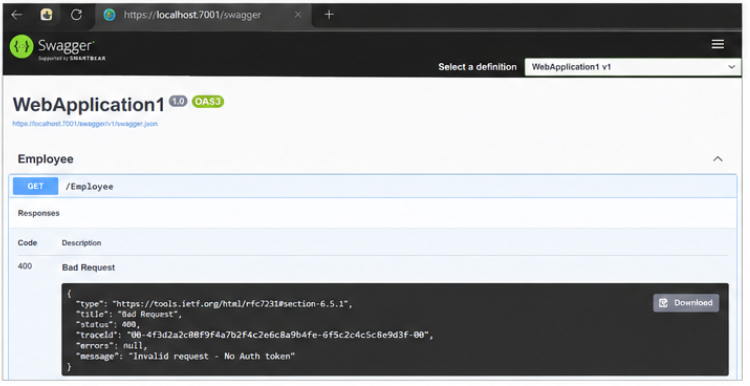 https://localhost.7001/swagger
Swagger
Supported by SMARTBEAR
Select a definition
WebApplication1 v1
WebApplication1 1.0 OAS3
https://localhost.7001/swagger/v1/swagger.json
Employee
GET /Employee
Responses
Code Description
400 Bad Request
{
Download
"type": "https://tools.ietf.org/html/rfc7231#section-6.5.1",
"title": "Bad Request",
"status": 400,
"traceId": "00-4f3d2a2c00f9f4a7b2f4c2e6c8a9b4fe-6f5c2c4c5c8e9d3f-00",
"errors": null,
"message": "Invalid request - No Auth token"
}